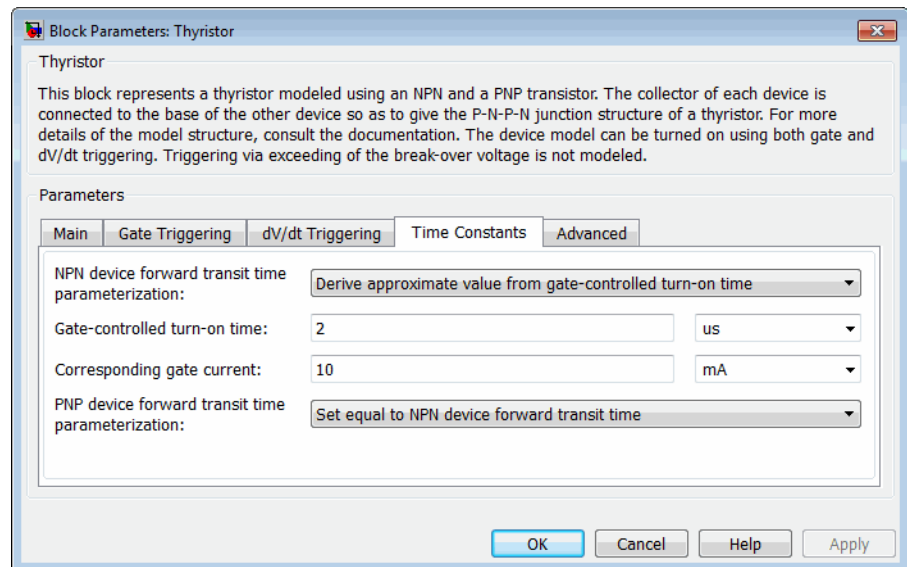 Block Parameters: Thyristor
Thyristor
This block represents a thyristor modeled using an NPN and a PNP transistor. The collector of each device is
connected to the base of the other device so as to give the P-N-P-N junction structure of a thyristor. For more
details of the model structure, consult the documentation. The device model can be turned on using both gate and
dV/dt triggering. Triggering via exceeding of the break-over voltage is not modeled.
Parameters
Main Gate Triggering dV/dt Triggering Time Constants Advanced
NPN device forward transit time
parameterization:
Derive approximate value from gate-controlled turn-on time
Gate-controlled turn-on time: 2 us
Corresponding gate current: 10 mA
PNP device forward transit time
parameterization:
Set equal to NPN device forward transit time
OK Cancel Help Apply